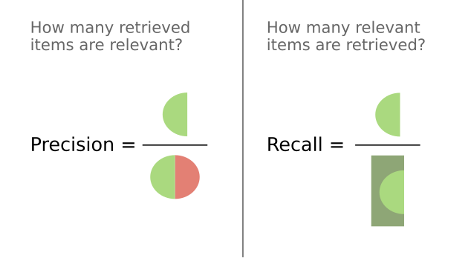 How many retrieved
items are relevant?
Precision =
How many relevant
items are retrieved?
Recall =